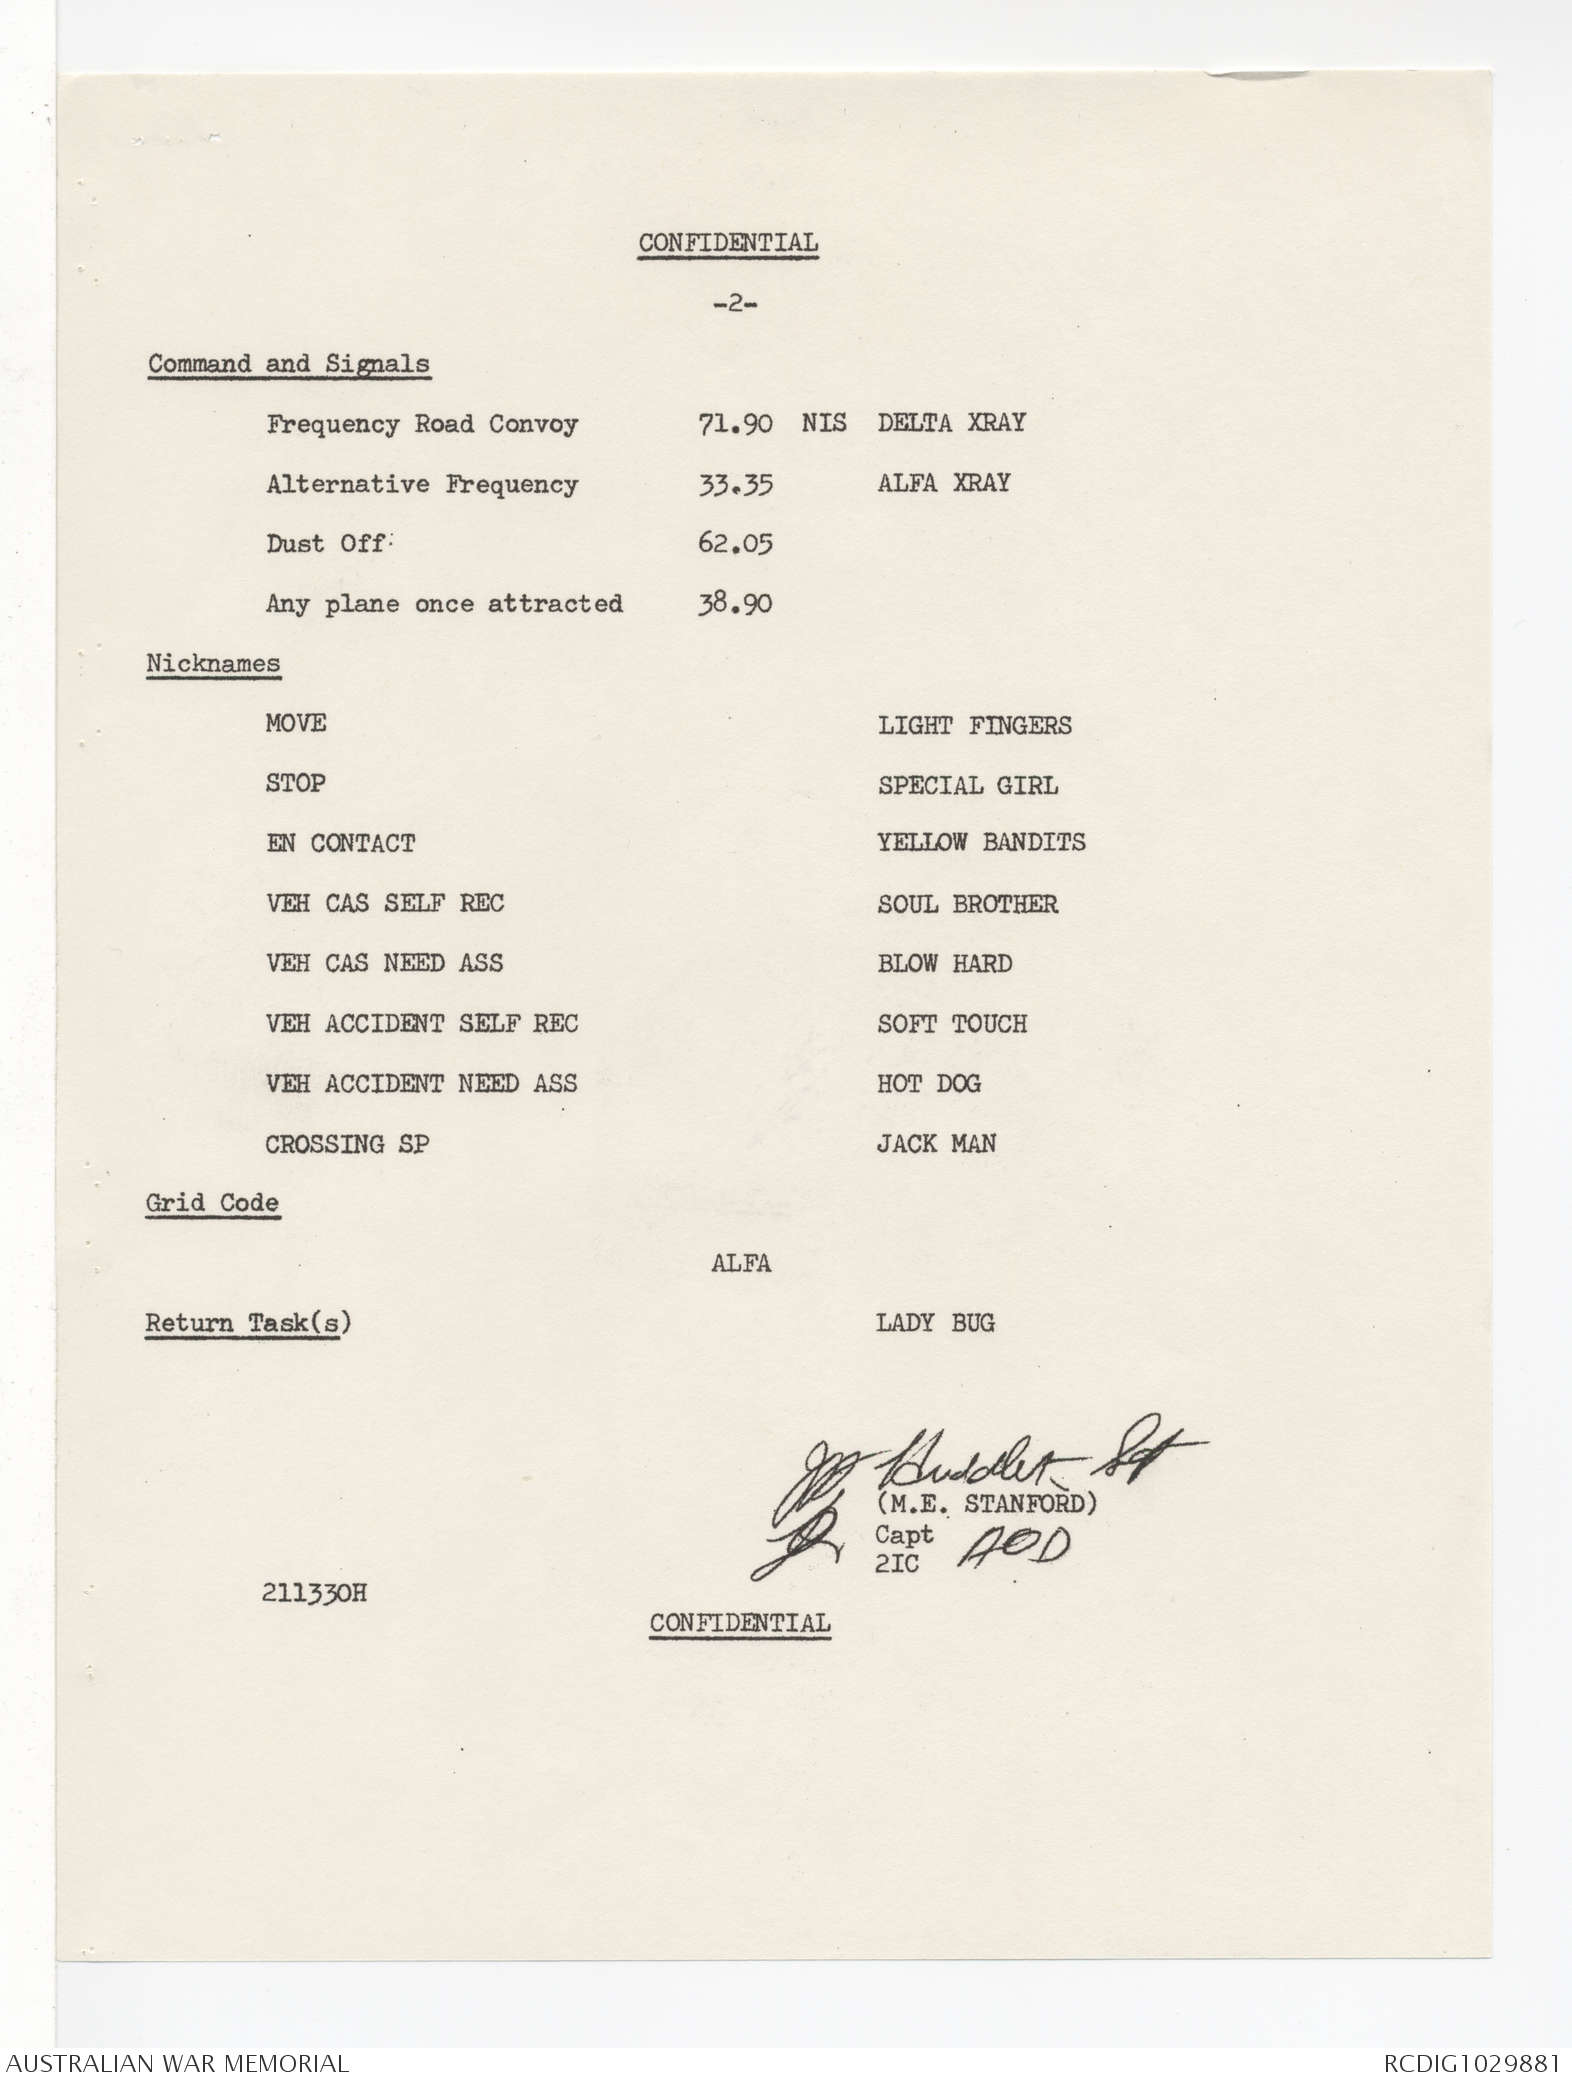 CONFIDENTIAL
-2-
Command and Signals
Frequency Road Convoy 71.90 NIS DELTA XRAY
Alternative Frequency 33.35 ALFA XRAY
Dust Off 62.05
Any plane once attracted 38.90
Nicknames
MOVE LIGHT FINGERS
STOP SPECIAL GIRL
EN CONTACT YELLOW BANDITS
VEH CAS SELF REC SOUL BROTHER
VEH CAS NEED ASS BLOW HARD
VEH ACCIDENT SELF REC SOFT TOUCH
VEH ACCIDENT NEED ASS HOT DOG
CROSSING SP JACK MAN
Grid Code
ALFA
Return Task(s) LADY BUG
(M.E. STANFORD)
Capt AOD
2IC
211330H
CONFIDENTIAL
AUSTRALIAN WAR MEMORIAL RCDIG1029881